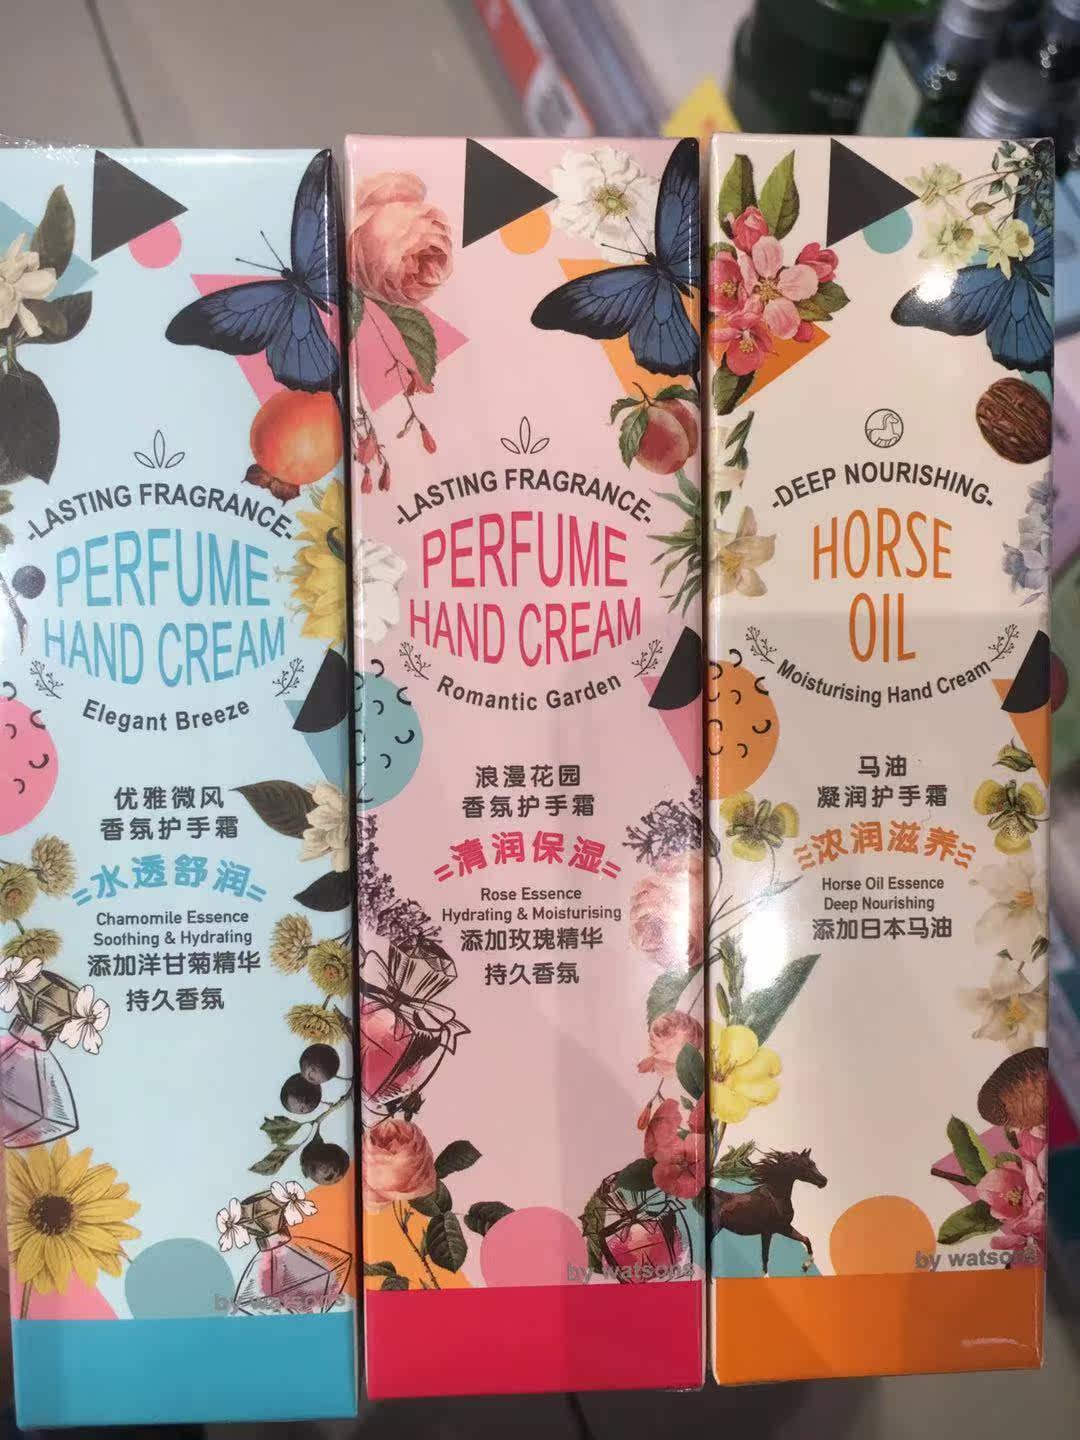 -LASTING FRAGRANCE-
PERFUME
HAND CREAM
Elegant Breeze
优雅微风
香氛护手霜
水透舒润
Chamomile Essence
Soothing & Hydrating
添加洋甘菊精华
持久香氛
by watsons
-LASTING FRAGRANCE-
PERFUME
HAND CREAM
Romantic Garden
浪漫花园
香氛护手霜
清润保湿
Rose Essence
Hydrating & Moisturising
添加玫瑰精华
持久香氛
by watsons
-DEEP NOURISHING-
HORSE
OIL
Moisturising Hand Cream
马油
凝润护手霜
浓润滋养
Horse Oil Essence
Deep Nourishing
添加日本马油
by watsons